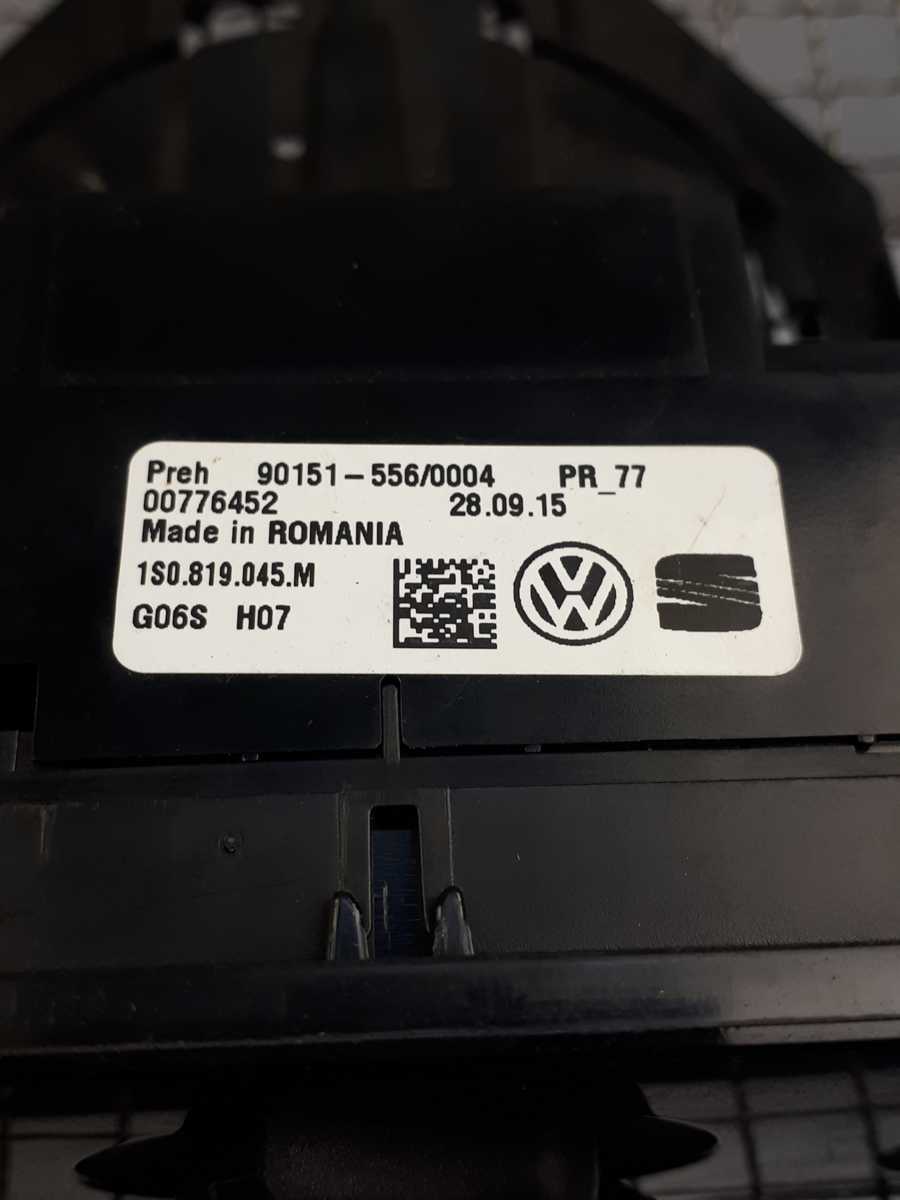 Preh 90151-556/0004 PR_77
00776452 28.09.15
Made in ROMANIA
1S0.819.045.M
G06S H07